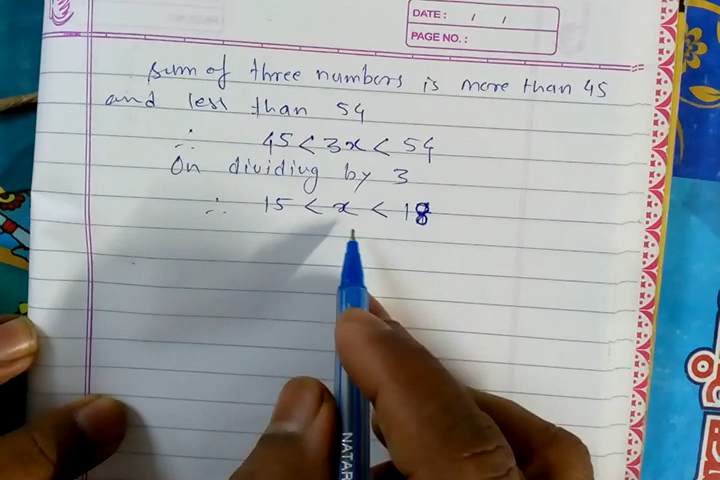 DATE: / /
PAGE NO.:
sum of three numbers is more than 45
and less than 54
∴ 45 < 3x < 54
On dividing by 3
∴ 15 < x < 18
NATAR